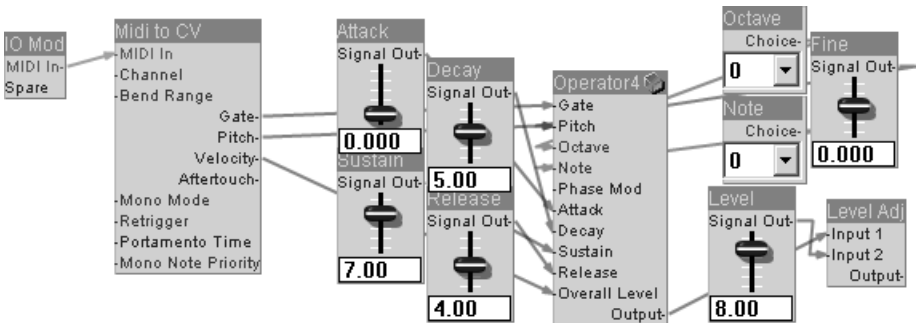 IO Mod
MIDI In
Spare
Midi to CV
MIDI In
Channel
Bend Range
Gate
Pitch
Velocity
Aftertouch
Mono Mode
Retrigger
Portamento Time
Mono Note Priority
Attack
Signal Out
0.000
Sustain
Signal Out
7.00
Decay
Signal Out
5.00
Release
Signal Out
4.00
Operator4
Gate
Pitch
Octave
Note
Phase Mod
Attack
Decay
Sustain
Release
Overall Level
Output
Octave
Choice
0
Note
Choice
0
Fine
Signal Out
0.000
Level
Signal Out
8.00
Level Adj
Input 1
Input 2
Output